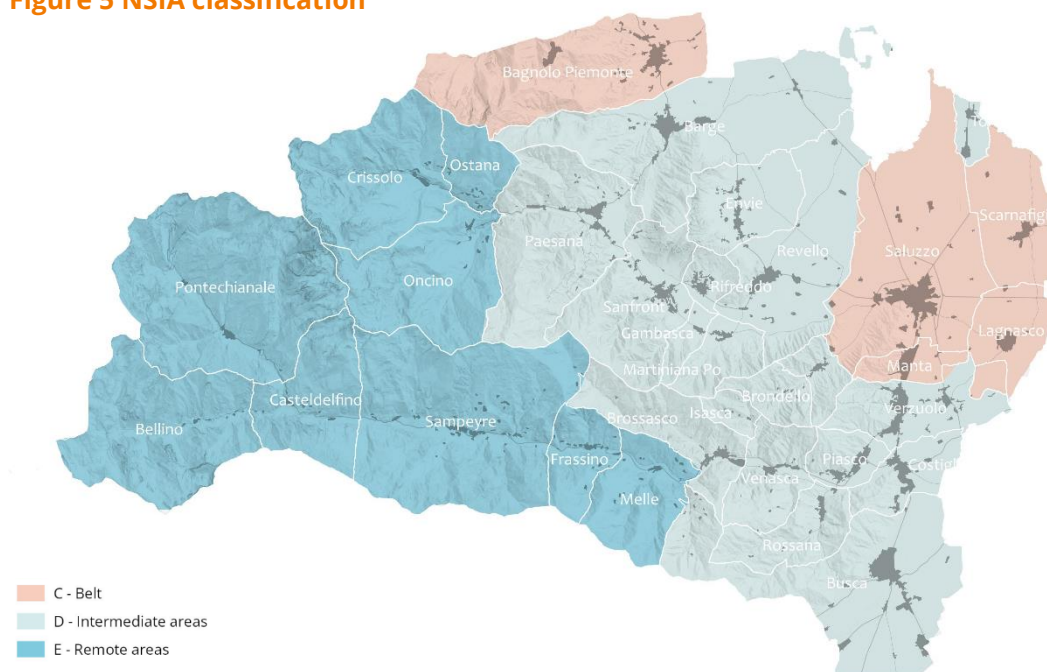 Figure 5 NSIA classification
Bagnolo Piemonte
Barge
Ostana
Crissolo
Envie
Scarnafigi
Paesana
Revello
Saluzzo
Oncino
Pontechianale
Rifreddo
Sanfront
Gambasca
Lagnasco
Martiniana Po
Manta
Brondello
Casteldelfino
Isasca
Verzuolo
Sampeyre
Brossasco
Bellino
Frassino
Piasco
Costigl
Venasca
Melle
Rossana
Busca
C - Belt
D - Intermediate areas
E - Remote areas